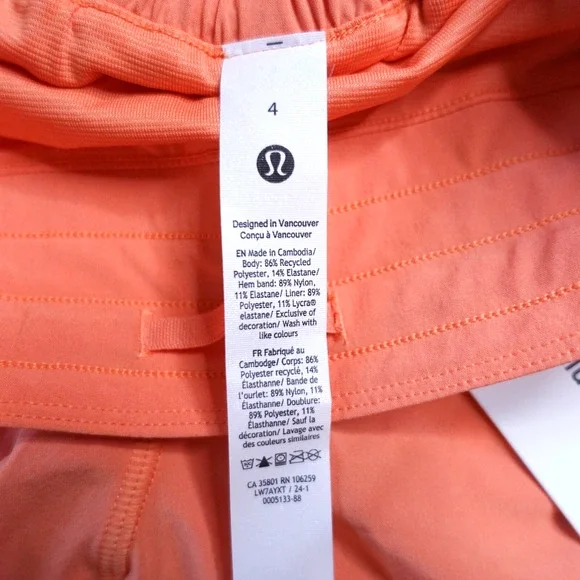 4
Designed in Vancouver
Conçu à Vancouver
EN Made in Cambodia/
Body: 86% Recycled
Polyester, 14% Elastane/
Hem band: 89% Nylon,
11% Elastane/ Liner: 89%
Polyester, 11% Lycra®
elastane/ Exclusive of
decoration/ Wash with
like colours
FR Fabriqué au
Cambodge/ Corps: 86%
Polyester recyclé, 14%
Élasthanne/ Bande de
l'ourlet: 89% Nylon, 11%
Élasthanne/ Doublure:
89% Polyester, 11%
Élasthanne/ Sauf la
décoration/ Lavage avec
des couleurs similaires
CA 35801 RN 106259
LW7AYXT / 24-1
0005133-88